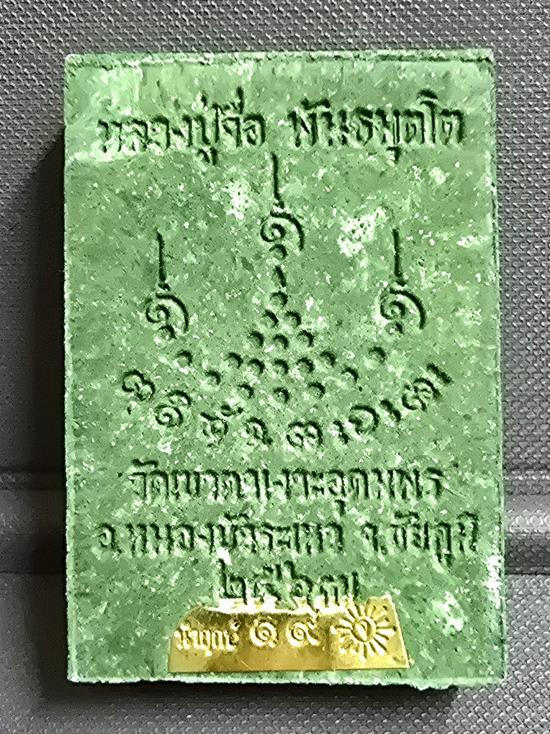 หลวงปู่จื่อ พันธมุตโต
วัดเขาตาเงาะอุดมพร
อ.หนองบัวระเหว จ.ชัยภูมิ
๒๕๖๓
๑ ๙